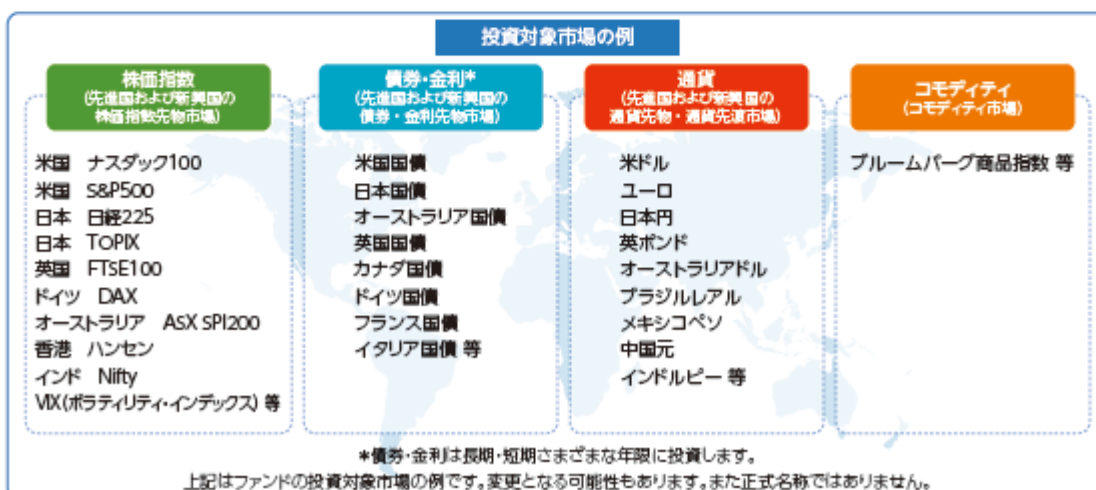 投資対象市場の例
株価指数
(先進国および新興国の
株価指数先物市場)
米国 ナスダック100
米国 S&P500
日本 日経225
日本 TOPIX
英国 FTSE100
ドイツ DAX
オーストラリア ASX SPI200
香港 ハンセン
インド Nifty
VIX(ボラティリティ・インデックス) 等
債券・金利*
(先進国および新興国の
債券・金利先物市場)
米国国債
日本国債
オーストラリア国債
英国国債
カナダ国債
ドイツ国債
フランス国債
イタリア国債 等
通貨
(先進国および新興国の
通貨先物・通貨先渡市場)
米ドル
ユーロ
日本円
英ポンド
オーストラリアドル
ブラジルレアル
メキシコペソ
中国元
インドルピー 等
コモディティ
(コモディティ市場)
ブルームバーグ商品指数 等
*債券・金利は長期・短期さまざまな年限に投資します。
上記はファンドの投資対象市場の例です。変更となる可能性もあります。また正式名称ではありません。